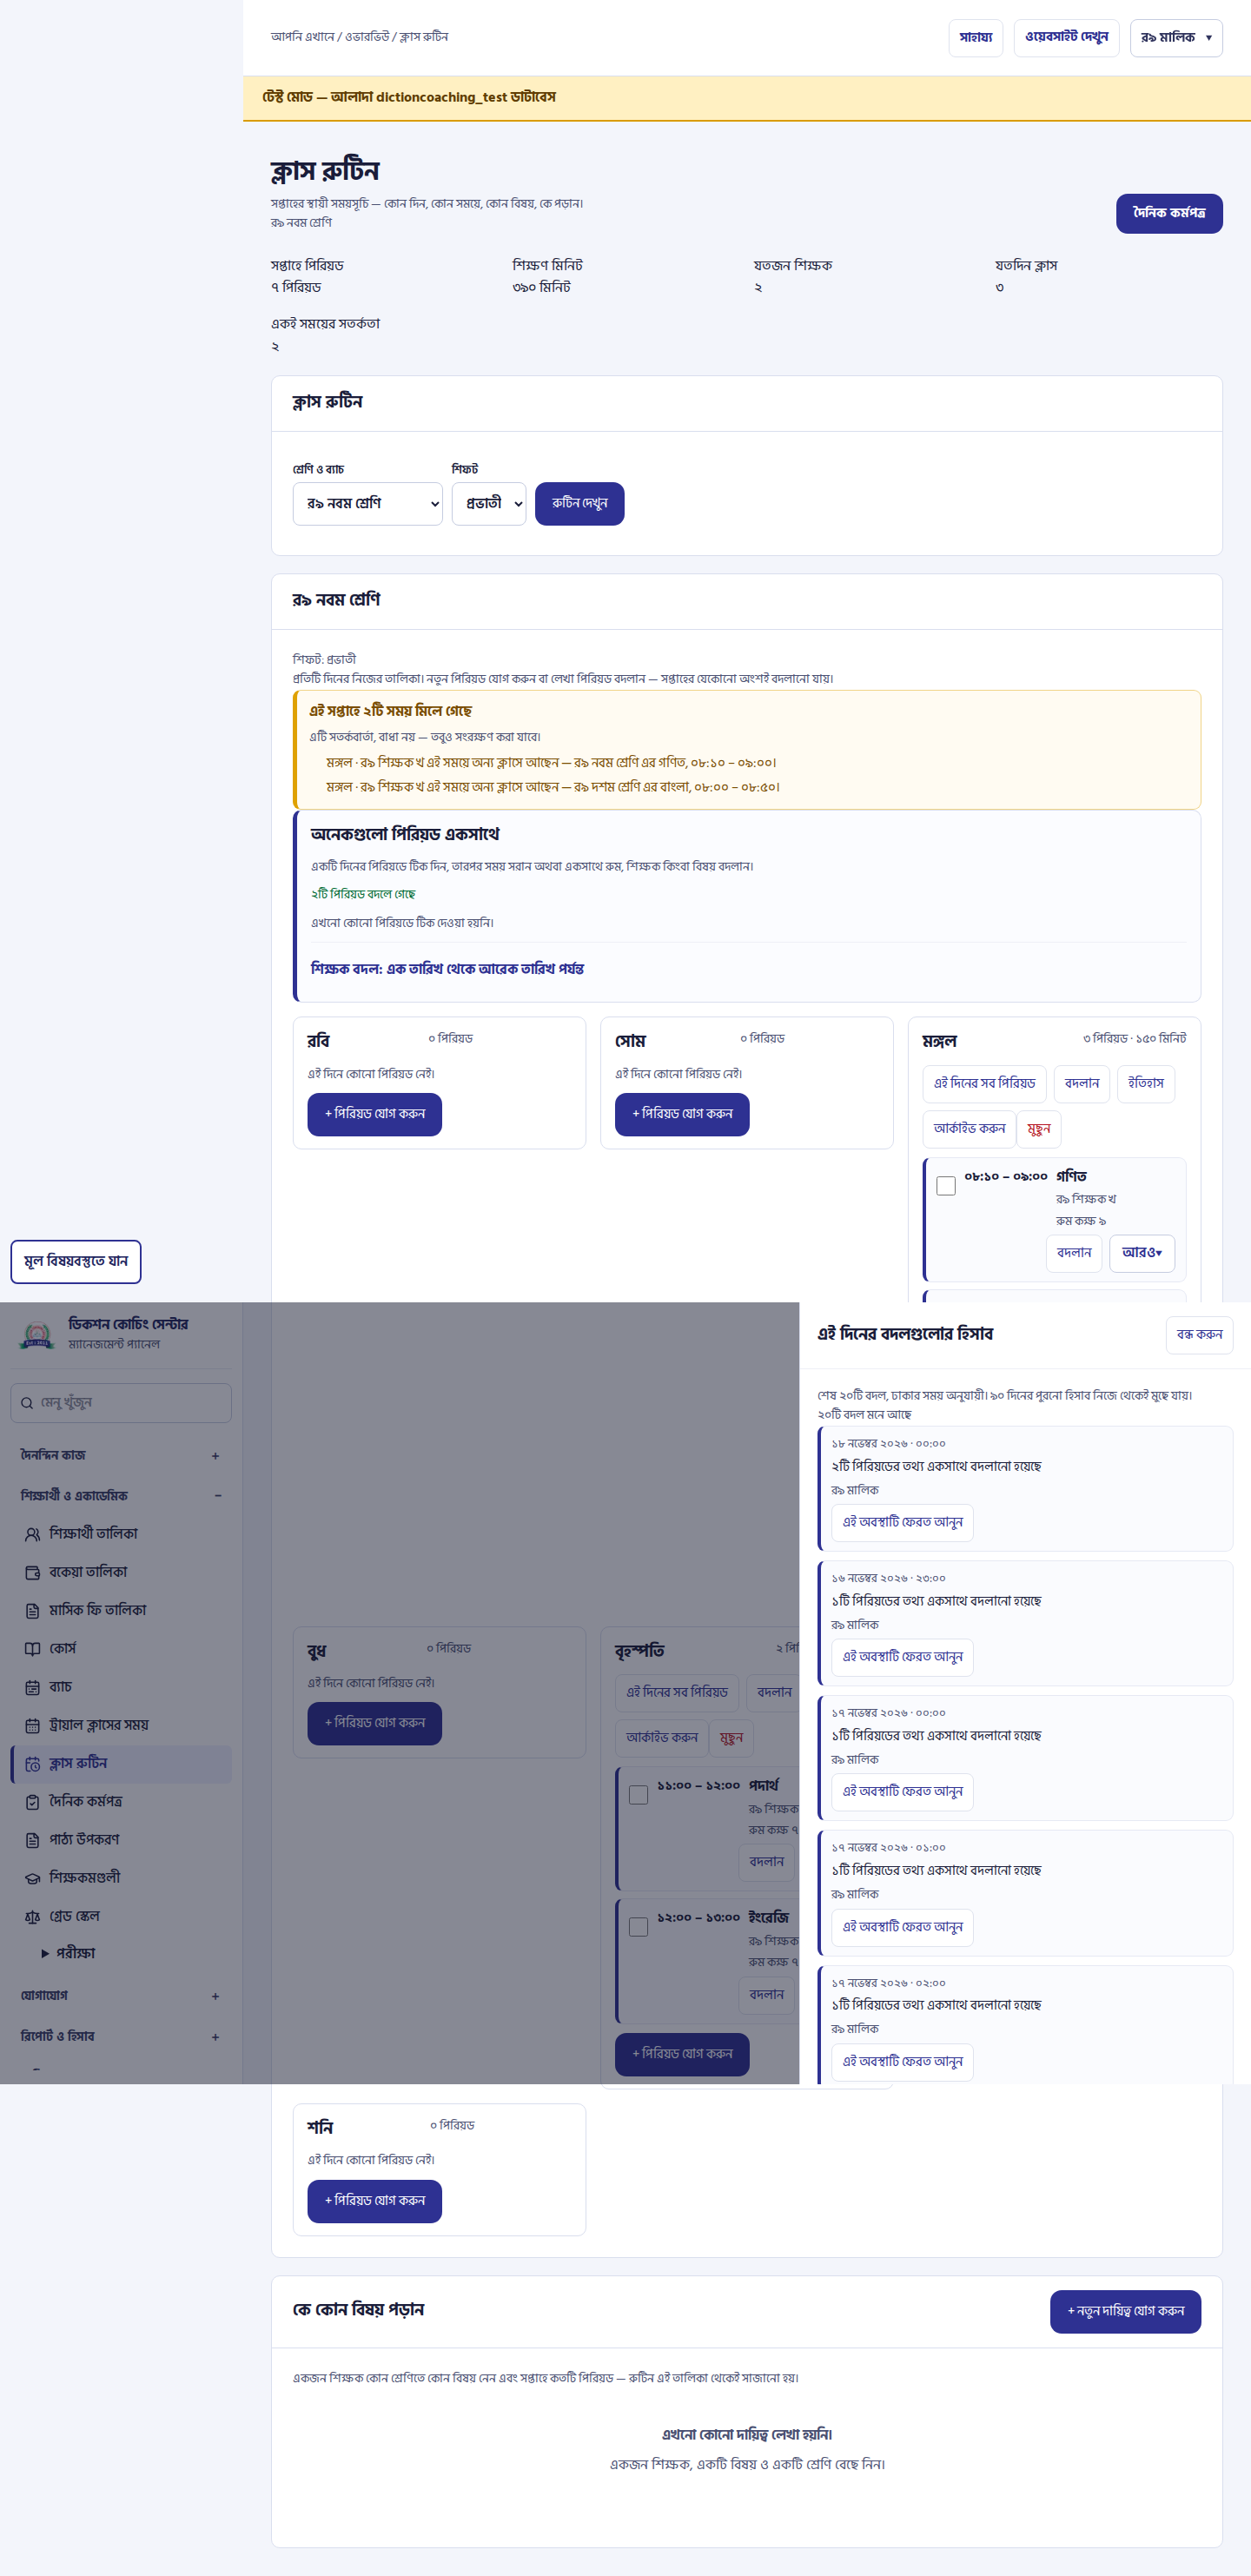 আপনি এখানে / ওভারভিউ / ক্লাস রুটিন
সাহায্য
ওয়েবসাইট দেখুন
র৯ মালিক ▾
টেস্ট মোড — আলাদা dictioncoaching_test ডাটাবেস
ক্লাস রুটিন
সপ্তাহের স্থায়ী সময়সূচি — কোন দিন, কোন সময়ে, কোন বিষয়, কে পড়ান।
র৯ নবম শ্রেণি
দৈনিক কর্মপত্র
সপ্তাহে পিরিয়ড
৭ পিরিয়ড
শিক্ষণ মিনিট
৩৯০ মিনিট
যতজন শিক্ষক
২
যতদিন ক্লাস
৩
একই সময়ের সতর্কতা
২
ক্লাস রুটিন
শ্রেণি ও ব্যাচ
র৯ নবম শ্রেণি
শিফট
প্রভাতী
রুটিন দেখুন
র৯ নবম শ্রেণি
শিফট: প্রভাতী
প্রতিটি দিনের নিজের তালিকা। নতুন পিরিয়ড যোগ করুন বা লেখা পিরিয়ড বদলান — সপ্তাহের যেকোনো অংশই বদলানো যায়।
এই সপ্তাহে ২টি সময় মিলে গেছে
এটি সতর্কবার্তা, বাধা নয় — তবুও সংরক্ষণ করা যাবে।
মঙ্গল · র৯ শিক্ষক খ এই সময়ে অন্য ক্লাসে আছেন — র৯ নবম শ্রেণি এর গণিত, ০৮:১০ – ০৯:০০।
মঙ্গল · র৯ শিক্ষক খ এই সময়ে অন্য ক্লাসে আছেন — র৯ দশম শ্রেণি এর বাংলা, ০৮:০০ – ০৮:৫০।
অনেকগুলো পিরিয়ড একসাথে
একটি দিনের পিরিয়ডে টিক দিন, তারপর সময় সরান অথবা একসাথে রুম, শিক্ষক কিংবা বিষয় বদলান।
২টি পিরিয়ড বদলে গেছে
এখনো কোনো পিরিয়ডে টিক দেওয়া হয়নি।
শিক্ষক বদল: এক তারিখ থেকে আরেক তারিখ পর্যন্ত
রবি
০ পিরিয়ড
এই দিনে কোনো পিরিয়ড নেই।
+ পিরিয়ড যোগ করুন
সোম
০ পিরিয়ড
এই দিনে কোনো পিরিয়ড নেই।
+ পিরিয়ড যোগ করুন
মঙ্গল
৩ পিরিয়ড · ১৫০ মিনিট
এই দিনের সব পিরিয়ড
বদলান
ইতিহাস
আর্কাইভ করুন
মুছুন
০৮:১০ – ০৯:০০
গণিত
র৯ শিক্ষক খ
রুম কক্ষ ৯
বদলান
আরও▾
মূল বিষয়বস্তুতে যান
ডিকশন কোচিং সেন্টার
ম্যানেজমেন্ট প্যানেল
মেনু খুঁজুন
দৈনন্দিন কাজ +
শিক্ষার্থী ও একাডেমিক −
শিক্ষার্থী তালিকা
বকেয়া তালিকা
মাসিক ফি তালিকা
কোর্স
ব্যাচ
ট্রায়াল ক্লাসের সময়
ক্লাস রুটিন
দৈনিক কর্মপত্র
পাঠ্য উপকরণ
শিক্ষকমণ্ডলী
গ্রেড স্কেল
▶ পরীক্ষা
যোগাযোগ +
রিপোর্ট ও হিসাব +
বুধ
০ পিরিয়ড
এই দিনে কোনো পিরিয়ড নেই।
+ পিরিয়ড যোগ করুন
বৃহস্পতি
২ পি
এই দিনের সব পিরিয়ড
বদলান
আর্কাইভ করুন
মুছুন
১১:০০ – ১২:০০
পদার্থ
র৯ শিক্ষক
রুম কক্ষ ৭
বদলান
১২:০০ – ১৩:০০
ইংরেজি
র৯ শিক্ষক
রুম কক্ষ ৭
বদলান
+ পিরিয়ড যোগ করুন
এই দিনের বদলগুলোর হিসাব
বন্ধ করুন
শেষ ২০টি বদল, ঢাকার সময় অনুযায়ী। ৯০ দিনের পুরনো হিসাব নিজে থেকেই মুছে যায়।
২০টি বদল মনে আছে
১৮ নভেম্বর ২০২৬ · ০০:০০
২টি পিরিয়ডের তথ্য একসাথে বদলানো হয়েছে
র৯ মালিক
এই অবস্থাটি ফেরত আনুন
১৬ নভেম্বর ২০২৬ · ২৩:০০
১টি পিরিয়ডের তথ্য একসাথে বদলানো হয়েছে
র৯ মালিক
এই অবস্থাটি ফেরত আনুন
১৭ নভেম্বর ২০২৬ · ০০:০০
১টি পিরিয়ডের তথ্য একসাথে বদলানো হয়েছে
র৯ মালিক
এই অবস্থাটি ফেরত আনুন
১৭ নভেম্বর ২০২৬ · ০১:০০
১টি পিরিয়ডের তথ্য একসাথে বদলানো হয়েছে
র৯ মালিক
এই অবস্থাটি ফেরত আনুন
১৭ নভেম্বর ২০২৬ · ০২:০০
১টি পিরিয়ডের তথ্য একসাথে বদলানো হয়েছে
র৯ মালিক
এই অবস্থাটি ফেরত আনুন
শনি
০ পিরিয়ড
এই দিনে কোনো পিরিয়ড নেই।
+ পিরিয়ড যোগ করুন
কে কোন বিষয় পড়ান
+ নতুন দায়িত্ব যোগ করুন
একজন শিক্ষক কোন শ্রেণিতে কোন বিষয় নেন এবং সপ্তাহে কতটি পিরিয়ড — রুটিন এই তালিকা থেকেই সাজানো হয়।
এখনো কোনো দায়িত্ব লেখা হয়নি।
একজন শিক্ষক, একটি বিষয় ও একটি শ্রেণি বেছে নিন।